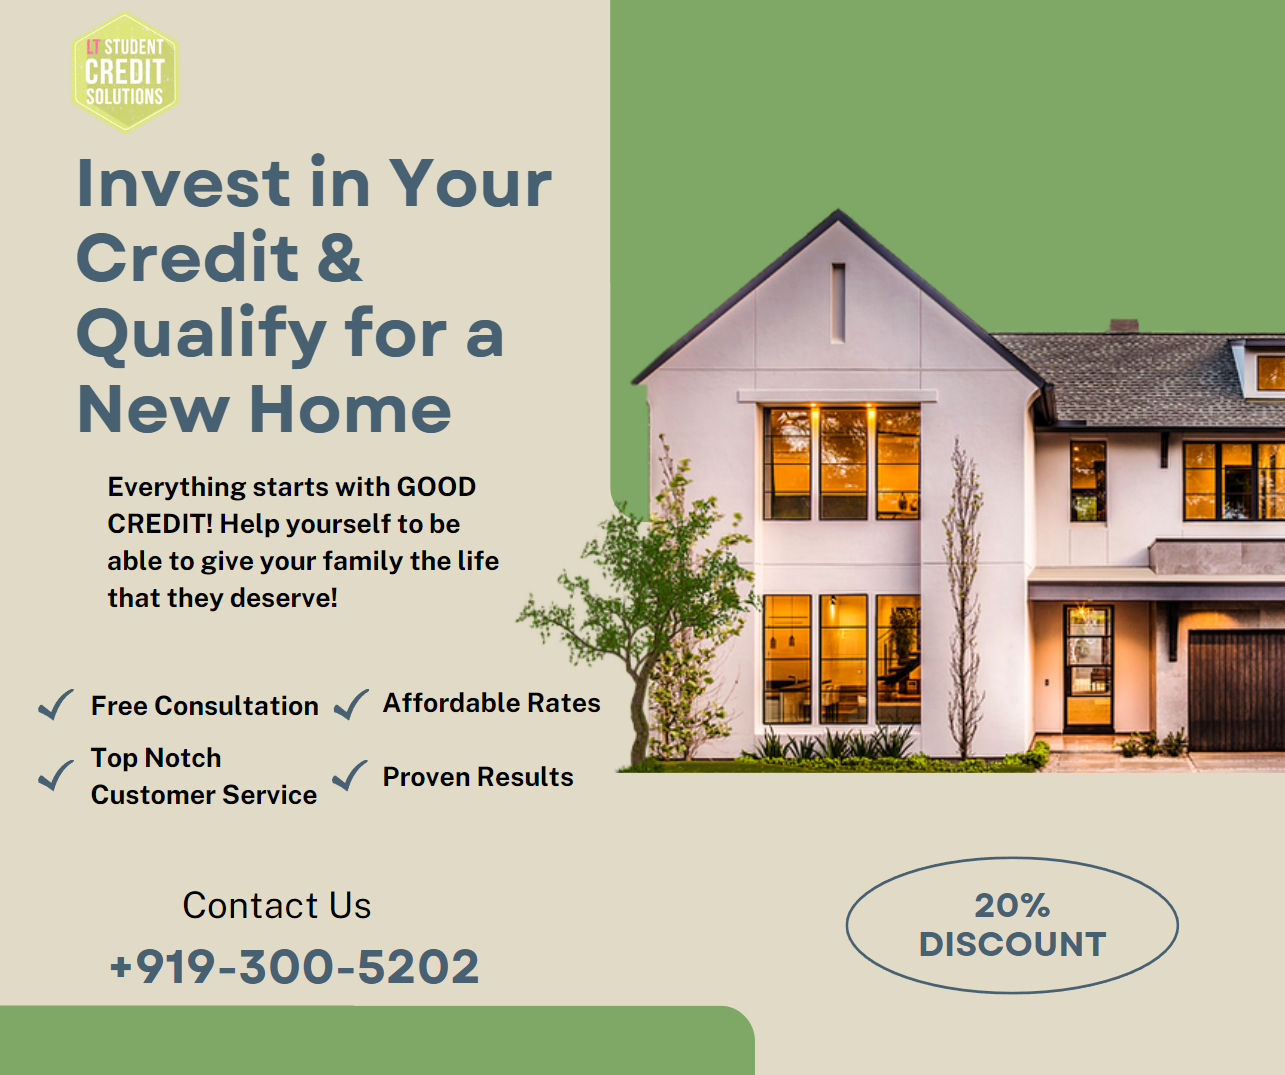 LT STUDENT
CREDIT
SOLUTIONS
Invest in Your
Credit &
Qualify for a
New Home
Everything starts with GOOD
CREDIT! Help yourself to be
able to give your family the life
that they deserve!
Free Consultation
Affordable Rates
Top Notch
Customer Service
Proven Results
Contact Us
+919-300-5202
20%
DISCOUNT